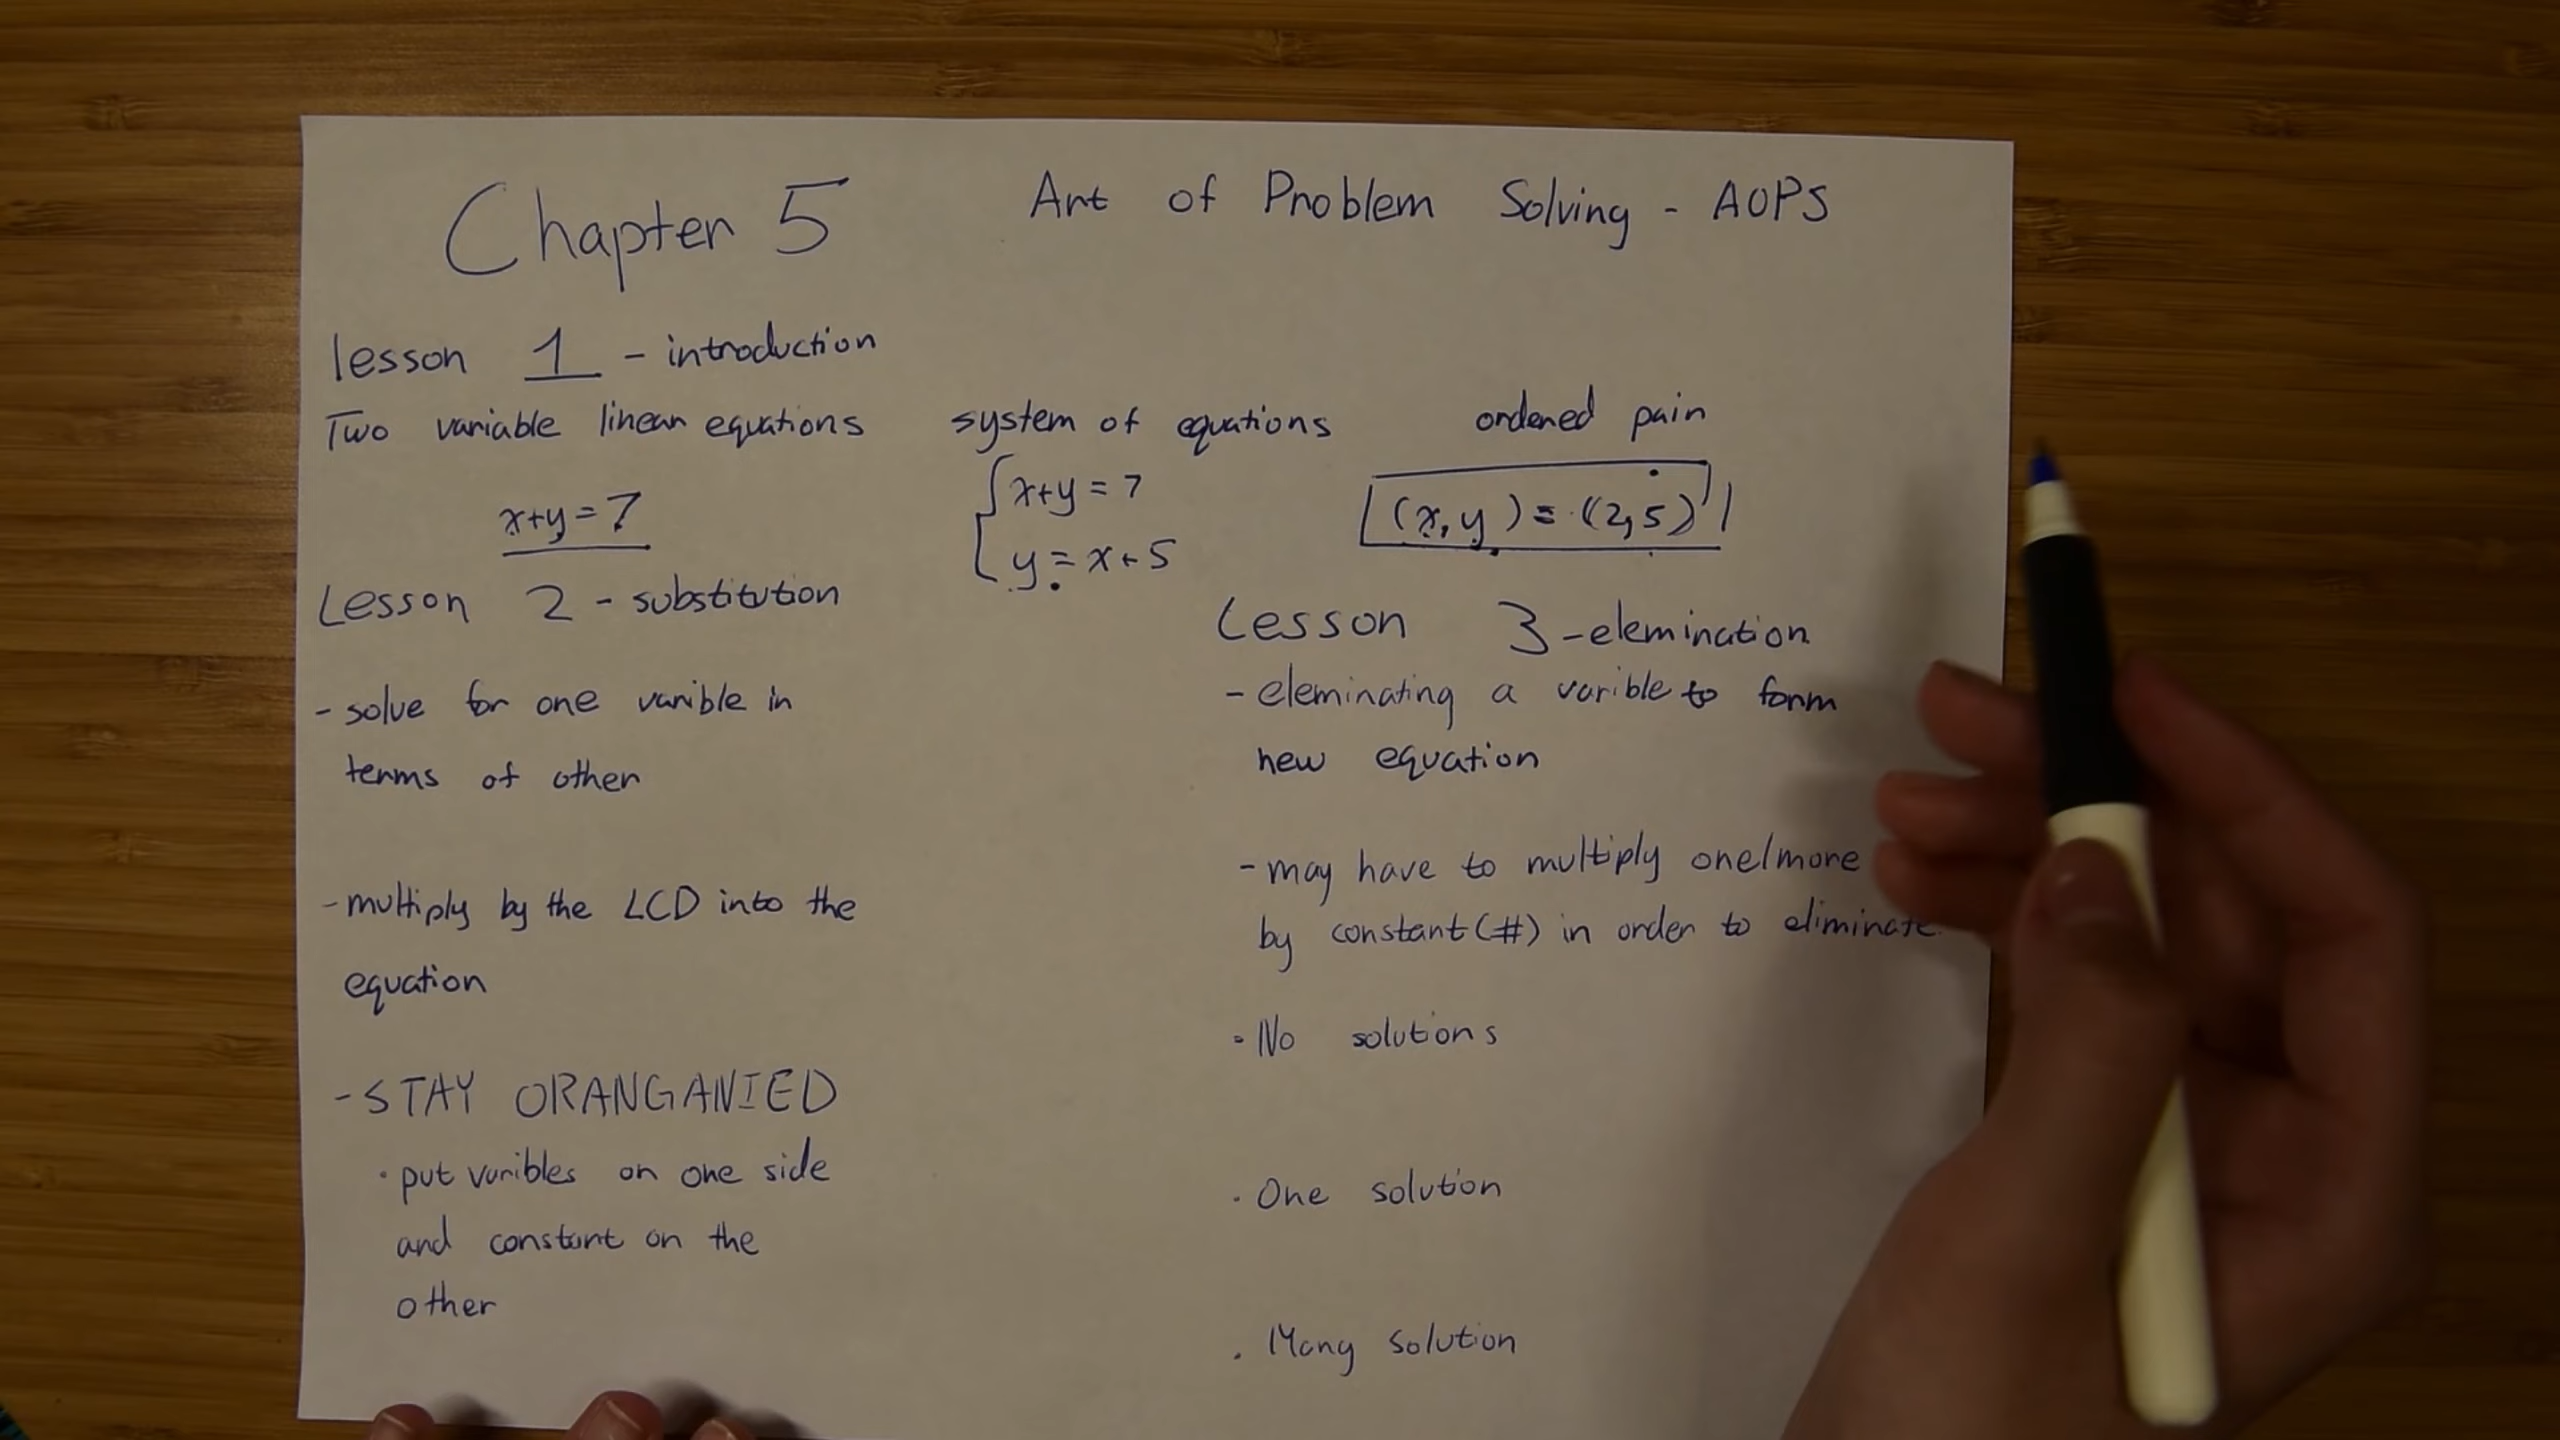 Chapter 5
Art of Problem Solving - AOPS
lesson 1 - introduction
Two variable linear equations
x+y=7
system of equations
x+y=7
y=x+5
ordered pair
(x,y)=(2,5)
Lesson 2 - substitution
- solve for one varible in
terms of other
- multiply by the LCD into the
equation
- STAY ORANGANIED
· put varibles on one side
and constant on the
other
Lesson 3 - elemination
- eleminating a varible to form
new equation
- may have to multiply one/more
by constant (#) in order to eliminate.
· No solutions
· One solution
· Many solution